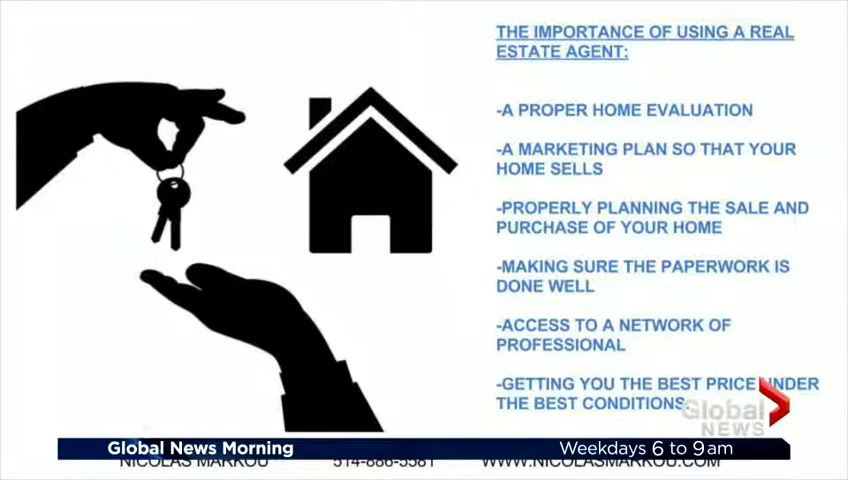 THE IMPORTANCE OF USING A REAL
ESTATE AGENT:
-A PROPER HOME EVALUATION
-A MARKETING PLAN SO THAT YOUR
HOME SELLS
-PROPERLY PLANNING THE SALE AND
PURCHASE OF YOUR HOME
-MAKING SURE THE PAPERWORK IS
DONE WELL
-ACCESS TO A NETWORK OF
PROFESSIONAL
-GETTING YOU THE BEST PRICE UNDER
THE BEST CONDITIONS.
Global
NEWS
Global News Morning Weekdays 6 to 9 am
NICOLAS MARKOU 514-886-5581 WWW.NICOLASMARKOU.COM